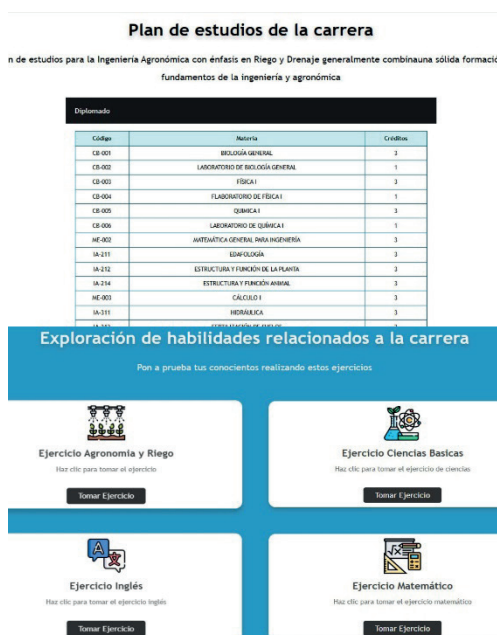 Plan de estudios de la carrera
n de estudios para la Ingeniería Agronómica con énfasis en Riego y Drenaje generalmente combinauna sólida formació
fundamentos de la ingeniería y agronómica
Diplomado
Código Materia Créditos
CB-001 BIOLOGÍA GENERAL 3
CB-002 LABORATORIO DE BIOLOGÍA GENERAL 1
CB-003 FÍSICA I 3
CB-004 FLABORATORIO DE FÍSICA I 1
CB-005 QUIMICA I 3
CB-006 LABORATORIO DE QUÍMICA I 1
ME-002 MATEMÁTICA GENERAL PARA INGENIERÍA 3
IA-211 EDAFOLOGÍA 3
IA-212 ESTRUCTURA Y FUNCIÓN DE LA PLANTA 3
IA-214 ESTRUCTURA Y FUNCIÓN ANIMAL 3
ME-003 CÁLCULO I 3
IA-311 HIDRÁULICA 3
Exploración de habilidades relacionados a la carrera
Pon a prueba tus conocientos realizando estos ejercicios
Ejercicio Agronomia y Riego
Haz clic para tomar el ejercicio
Tomar Ejercicio
Ejercicio Ciencias Basicas
Haz clic para tomar el ejercicio de ciencias
Tomar Ejercicio
Ejercicio Inglés
Haz clic para tomar el ejercicio inglés
Tomar Ejercicio
Ejercicio Matemático
Haz clic para tomar el ejercicio matemático
Tomar Ejercicio